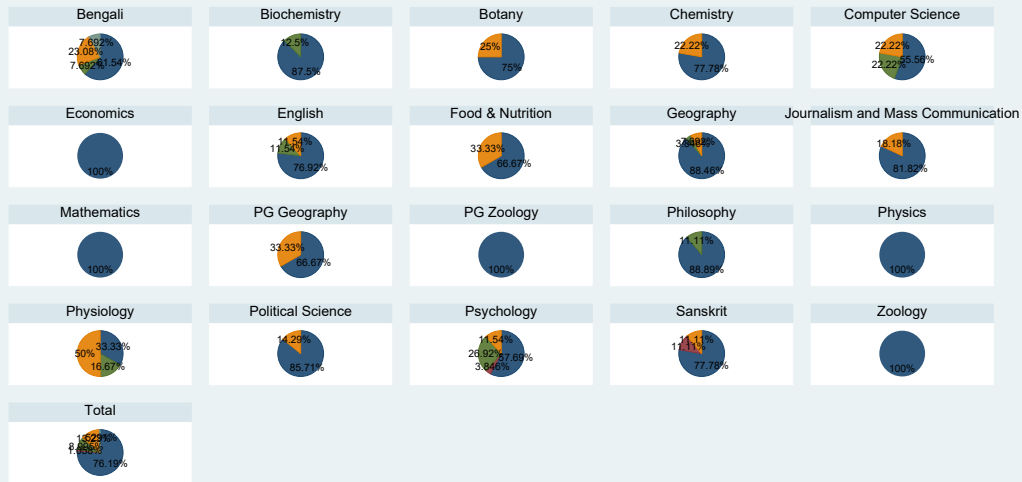 Bengali
7.692%
23.08%
7.692%
61.54%
Biochemistry
12.5%
87.5%
Botany
25%
75%
Chemistry
22.22%
77.78%
Computer Science
22.22%
22.22%
55.56%
Economics
100%
English
11.54%
11.54%
76.92%
Food & Nutrition
33.33%
66.67%
Geography
88.46%
Journalism and Mass Communication
18.18%
81.82%
Mathematics
100%
PG Geography
33.33%
66.67%
PG Zoology
100%
Philosophy
11.11%
88.89%
Physics
100%
Physiology
33.33%
50%
16.67%
Political Science
14.29%
85.71%
Psychology
11.54%
26.92%
57.69%
3.846%
Sanskrit
11.11%
11.11%
77.78%
Zoology
100%
Total
76.19%